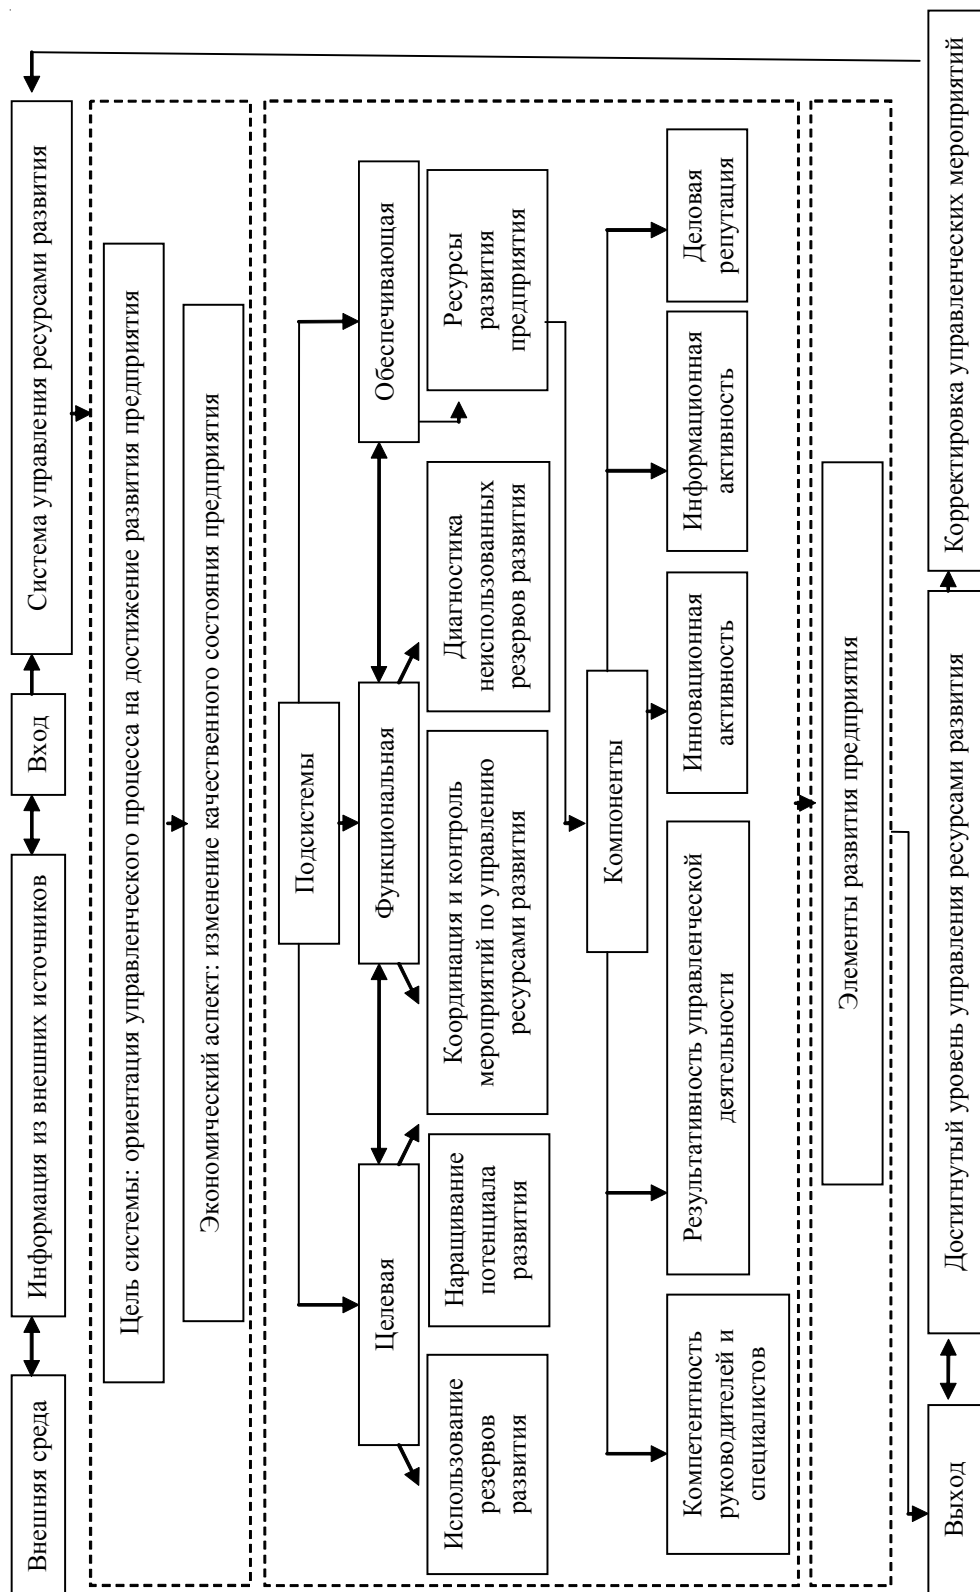 Внешняя среда
Информация из внешних источников
Вход
Система управления ресурсами развития
Цель системы: ориентация управленческого процесса на достижение развития предприятия
Экономический аспект: изменение качественного состояния предприятия
Подсистемы
Целевая
Функциональная
Обеспечивающая
Использование
резервов
развития
Наращивание
потенциала
развития
Координация и контроль
мероприятий по управлению
ресурсами развития
Диагностика
неиспользованных
резервов развития
Ресурсы
развития
предприятия
Компоненты
Компетентность
руководителей и
специалистов
Результативность управленческой
деятельности
Инновационная
активность
Информационная
активность
Деловая
репутация
Элементы развития предприятия
Выход
Достигнутый уровень управления ресурсами развития
Корректировка управленческих мероприятий